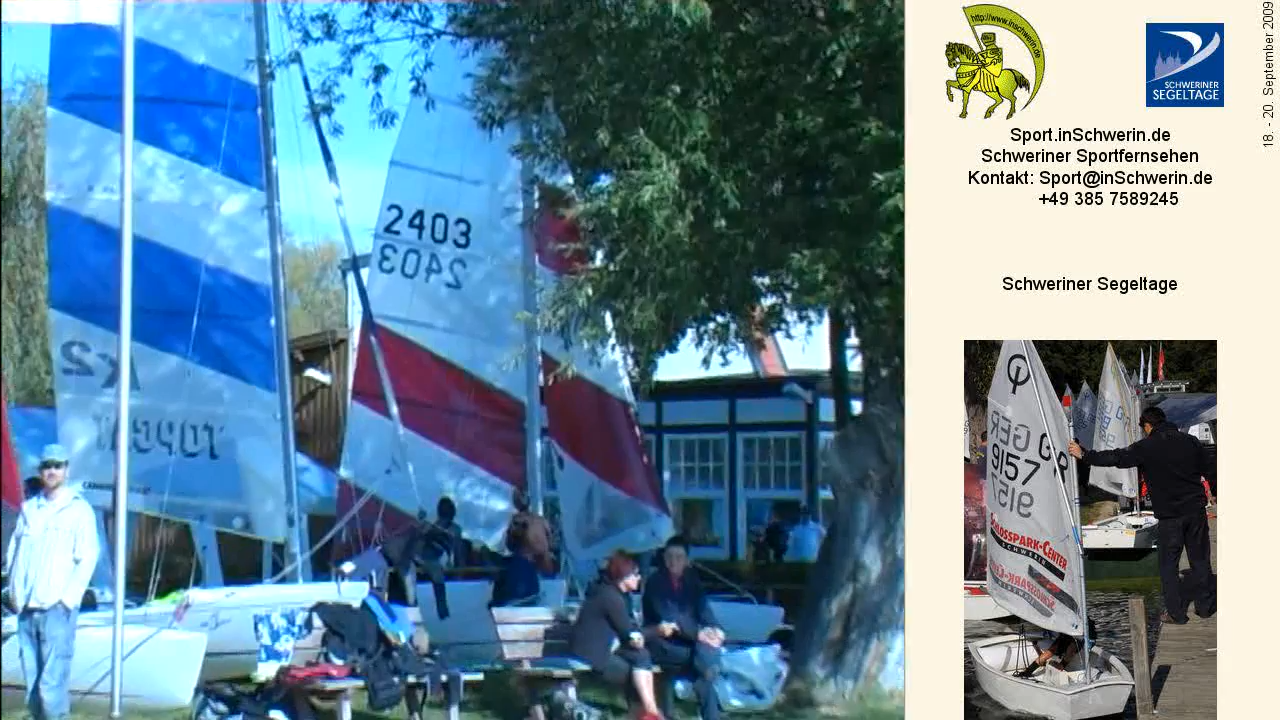 2403
2403
K2
TOPCAT
http://www.inschwerin.de
SCHWERINER
SEGELTAGE
18. - 20. September 2009
Sport.inSchwerin.de
Schweriner Sportfernsehen
Kontakt: Sport@inSchwerin.de
+49 385 7589245
Schweriner Segeltage
GER
9157
9157
SCHLOSSPARK-CENTER
SCHWERIN